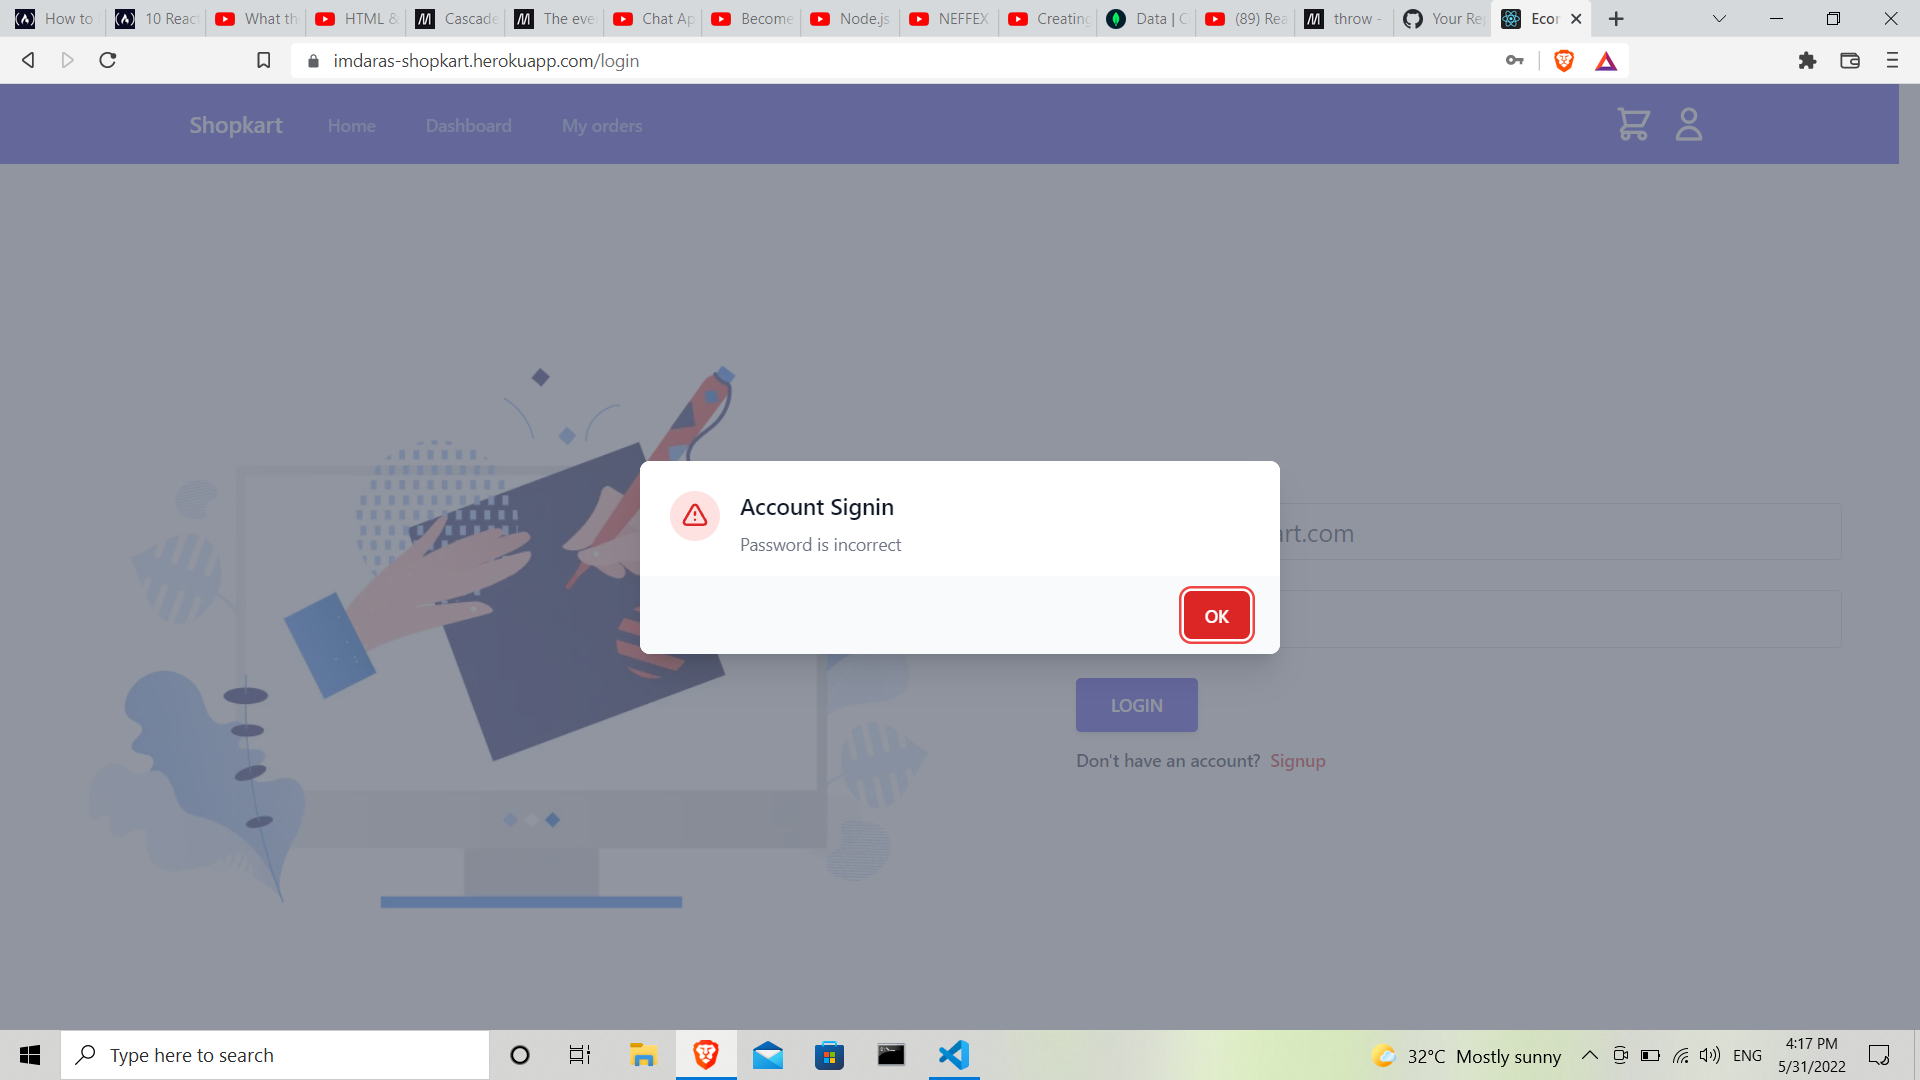 How to
10 React
What th
HTML &
Cascade
The eve
Chat Ap
Become
Node.js
NEFFEX
Creating
Data | C
(89) Rea
throw -
Your Re
Econ
imdaras-shopkart.herokuapp.com/login
Shopkart Home Dashboard My orders
Account Signin
Password is incorrect
OK
art.com
LOGIN
Don't have an account? Signup
Type here to search
32°C Mostly sunny
ENG
4:17 PM
5/31/2022